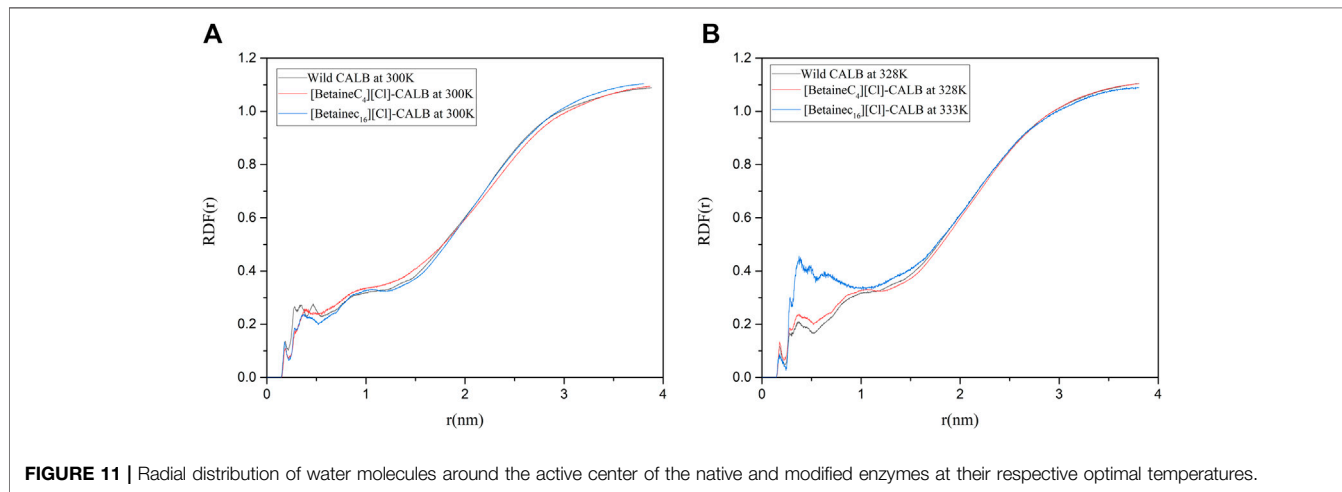 A
B
1.2
1.0
0.8
0.6
0.4
0.2
0.0
RDF(r)
Wild CALB at 300K
[BetaineC₄][Cl]-CALB at 300K
[Betainec₁₆][Cl]-CALB at 300K
0 1 2 3 4
r(nm)
1.2
1.0
0.8
0.6
0.4
0.2
0.0
RDF(r)
Wild CALB at 328K
[BetaineC₄][Cl]-CALB at 328K
[Betainec₁₆][Cl]-CALB at 333K
0 1 2 3 4
r(nm)
FIGURE 11 | Radial distribution of water molecules around the active center of the native and modified enzymes at their respective optimal temperatures.